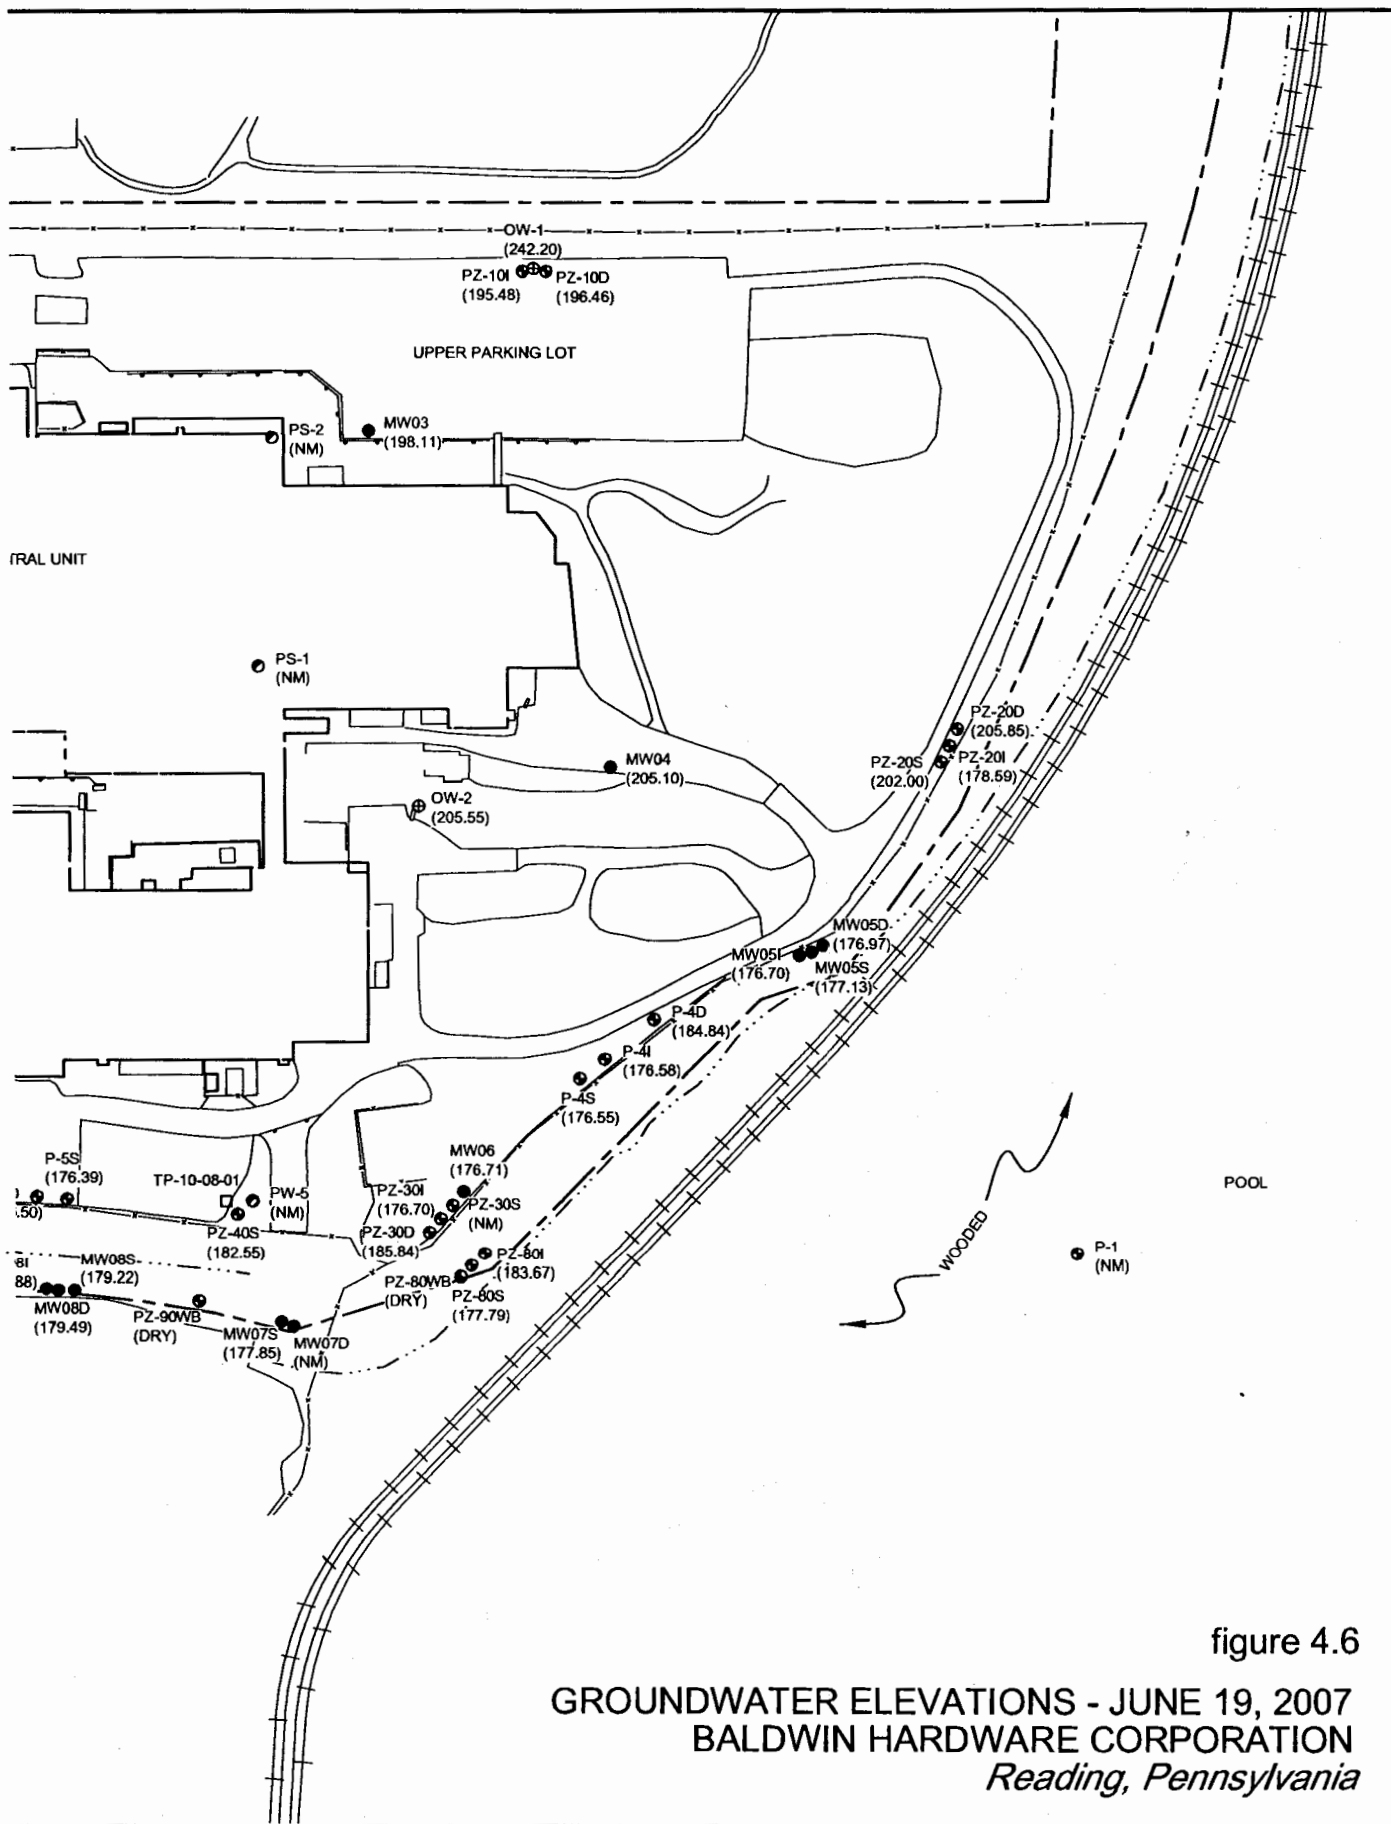 OW-1
(242.20)
PZ-10I
(195.48)
PZ-10D
(196.46)
UPPER PARKING LOT
MW03
(198.11)
PS-2
(NM)
TRAL UNIT
PS-1
(NM)
PZ-20D
(205.85)
PZ-20I
(178.59)
PZ-20S
(202.00)
MW04
(205.10)
OW-2
(205.55)
MW05D
(176.97)
MW05I
(176.70)
MW05S
(177.13)
P-4D
(184.84)
P-4I
(176.58)
P-4S
(176.55)
MW06
(176.71)
P-5S
(176.39)
.50)
TP-10-08-01
PW-5
(NM)
PZ-40S
(182.55)
PZ-30I
(176.70)
PZ-30S
(NM)
PZ-30D
(185.84)
PZ-80I
(183.67)
PZ-80WB
(DRY)
PZ-80S
(177.79)
8I
88)
MW08S
(179.22)
MW08D
(179.49)
PZ-90WB
(DRY)
MW07S
(177.85)
MW07D
(NM)
WOODED
POOL
P-1
(NM)
figure 4.6
GROUNDWATER ELEVATIONS - JUNE 19, 2007
BALDWIN HARDWARE CORPORATION
Reading, Pennsylvania